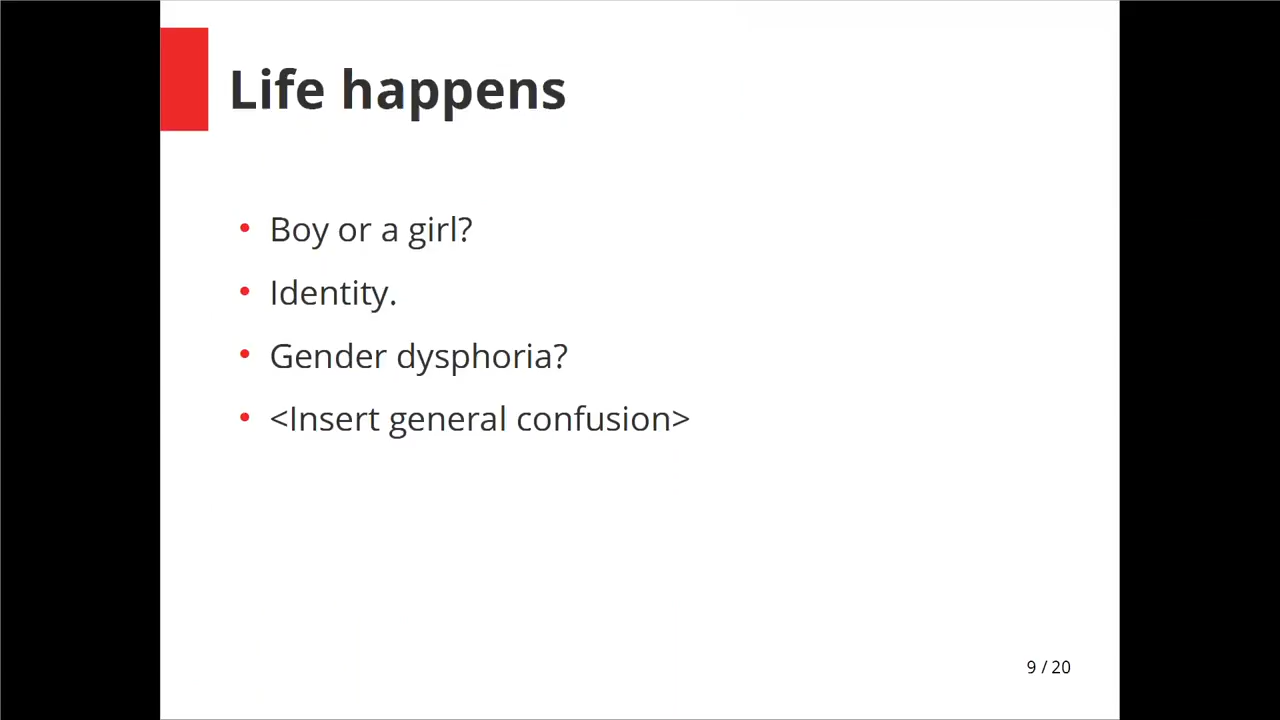 Life happens
• Boy or a girl?
• Identity.
• Gender dysphoria?
• <Insert general confusion>
9 / 20